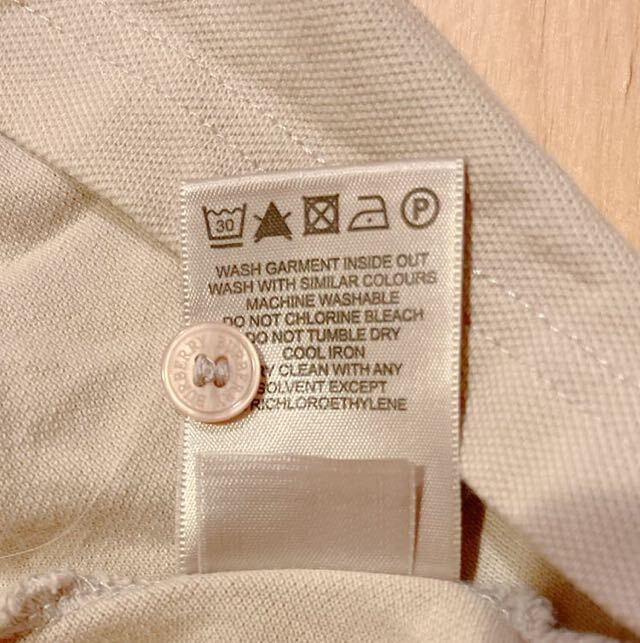 30
P
WASH GARMENT INSIDE OUT
WASH WITH SIMILAR COLOURS
MACHINE WASHABLE
DO NOT CHLORINE BLEACH
DO NOT TUMBLE DRY
COOL IRON
CLEAN WITH ANY
SOLVENT EXCEPT
BURBERRY BURBERRY